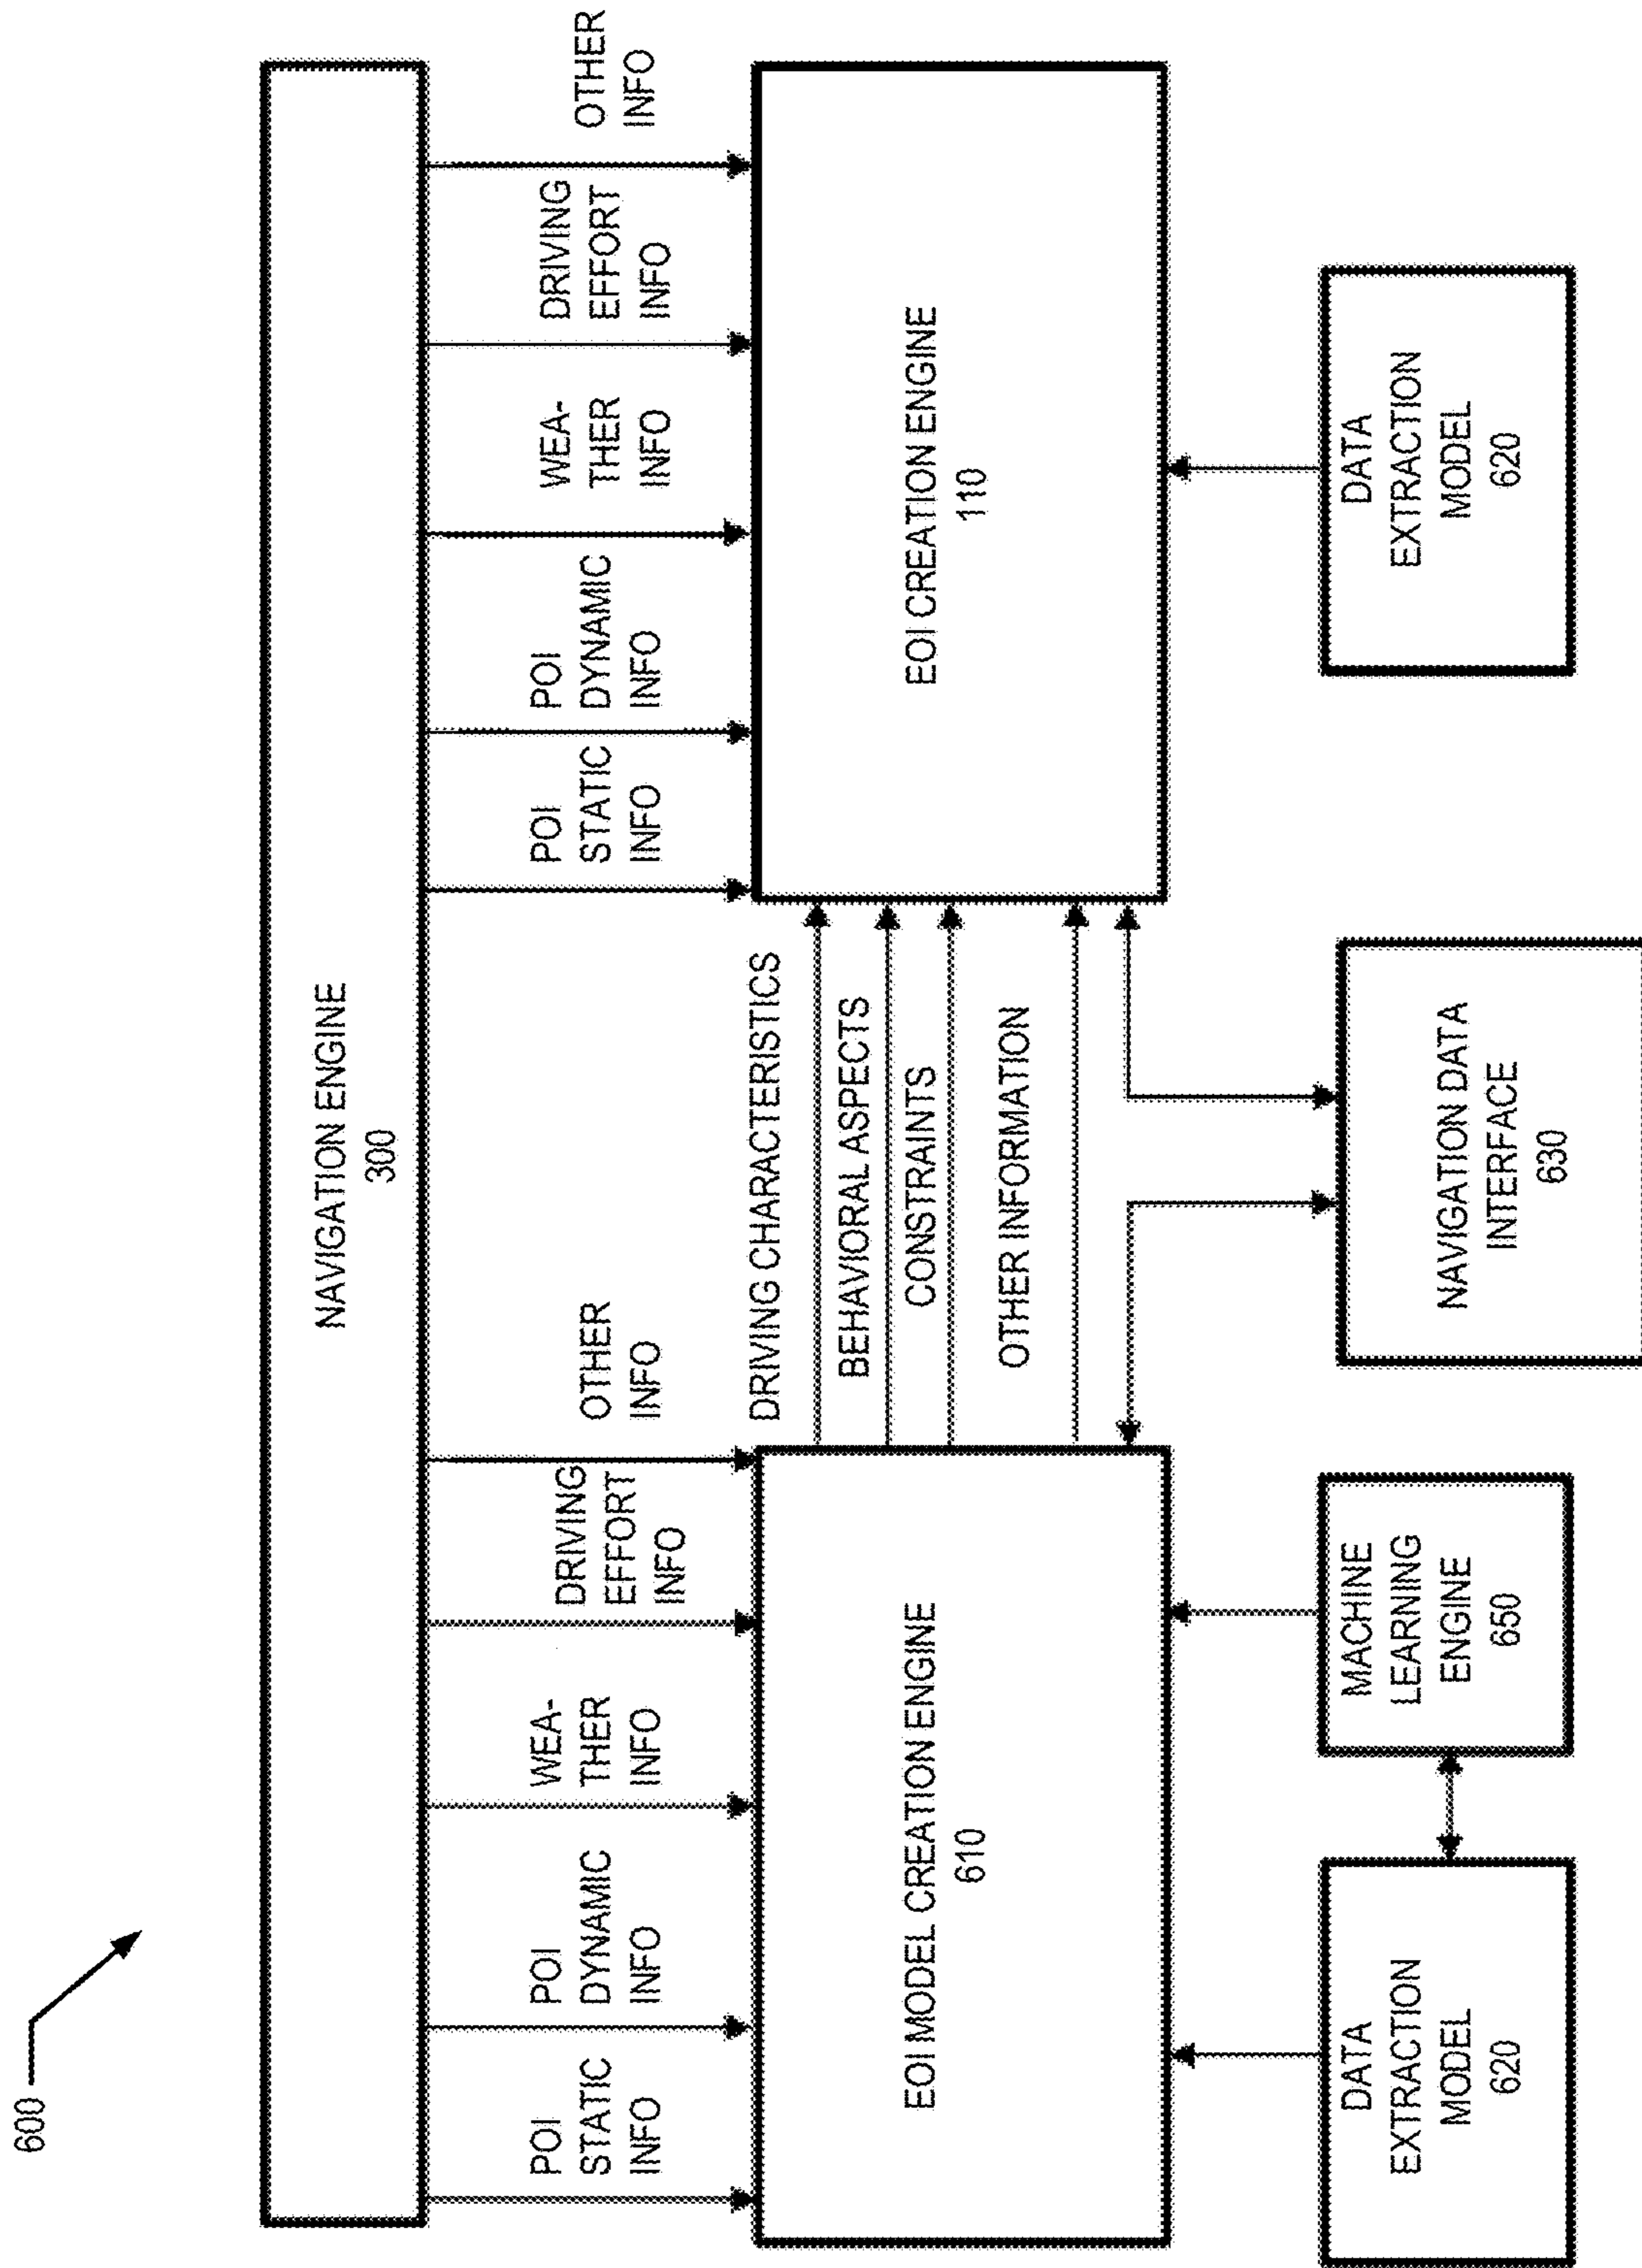 600
NAVIGATION ENGINE
300
POI
STATIC
INFO
POI
DYNAMIC
INFO
WEA-
THER
INFO
DRIVING
EFFORT
INFO
OTHER
INFO
POI
STATIC
INFO
POI
DYNAMIC
INFO
WEA-
THER
INFO
DRIVING
EFFORT
INFO
OTHER
INFO
EOI MODEL CREATION ENGINE
610
DRIVING CHARACTERISTICS
BEHAVIORAL ASPECTS
CONSTRAINTS
OTHER INFORMATION
EOI CREATION ENGINE
110
DATA
EXTRACTION
MODEL
620
MACHINE
LEARNING
ENGINE
650
NAVIGATION DATA
INTERFACE
630
DATA
EXTRACTION
MODEL
620